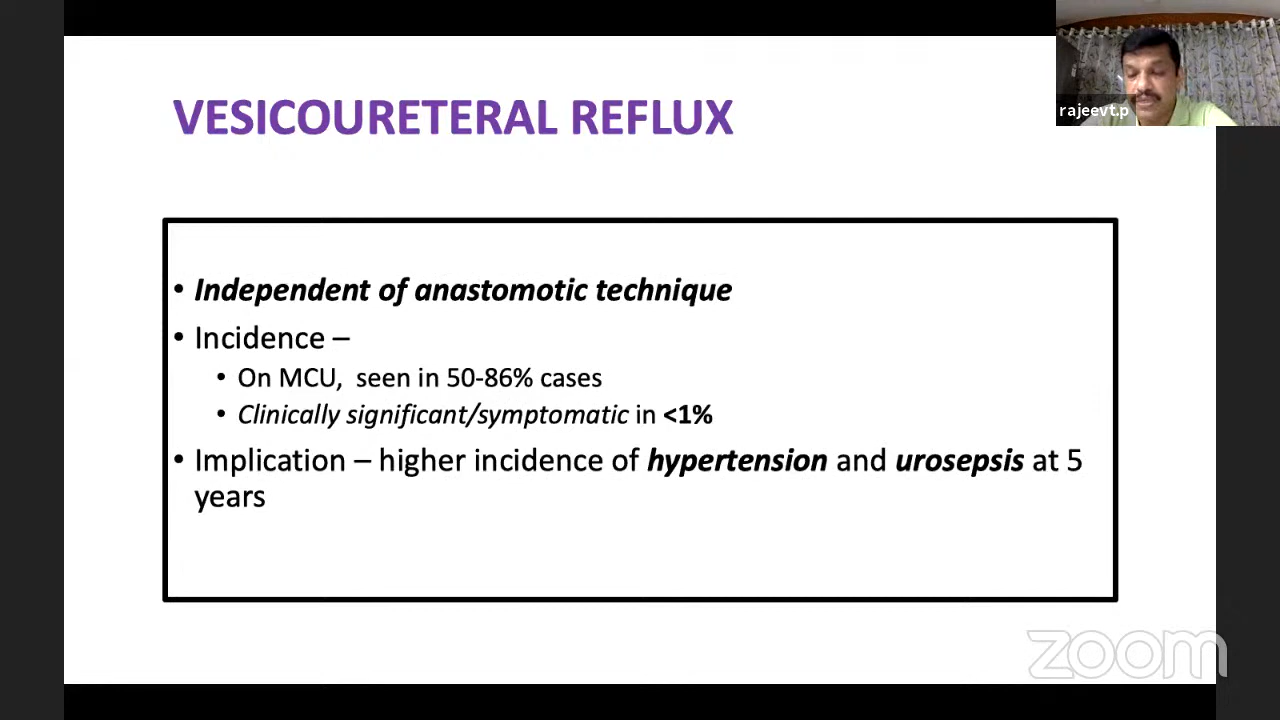 VESICOURETERAL REFLUX
rajeevt.p
• Independent of anastomotic technique
• Incidence –
• On MCU, seen in 50-86% cases
• Clinically significant/symptomatic in <1%
• Implication – higher incidence of hypertension and urosepsis at 5
years
zoom